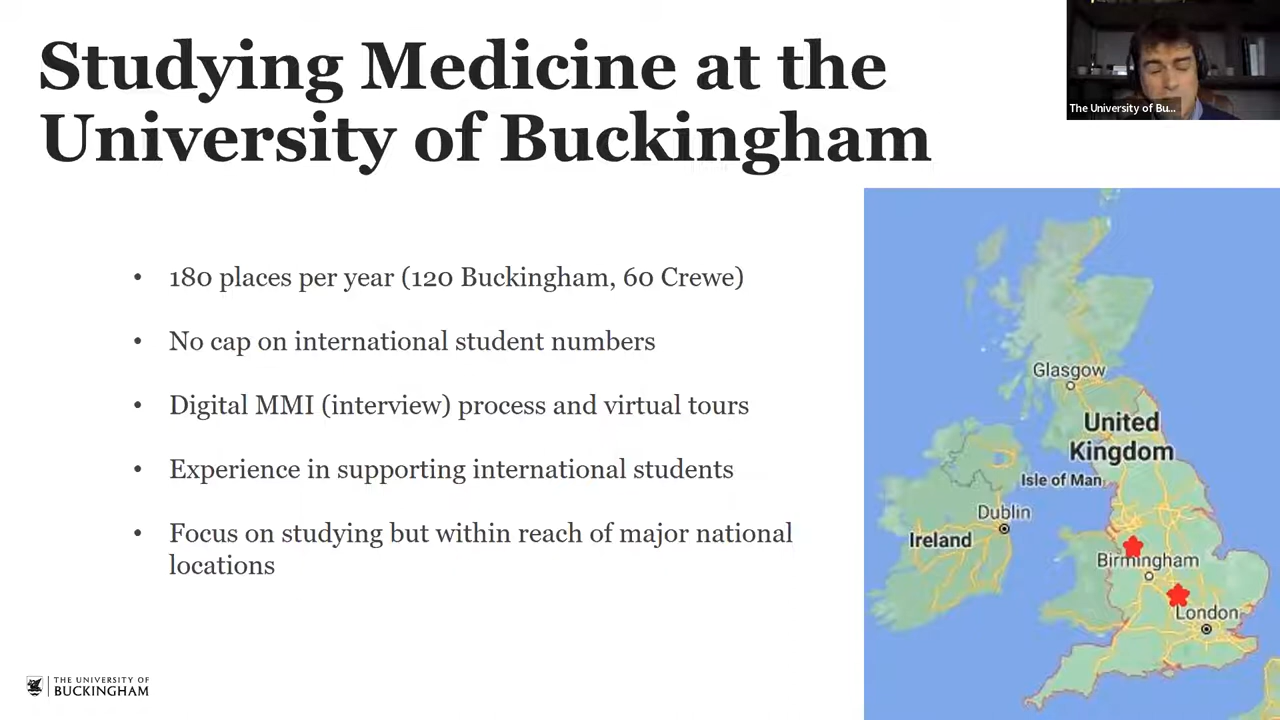 Studying Medicine at the
University of Buckingham
The University of Bu...
• 180 places per year (120 Buckingham, 60 Crewe)
• No cap on international student numbers
• Digital MMI (interview) process and virtual tours
• Experience in supporting international students
• Focus on studying but within reach of major national
locations
Glasgow
United
Kingdom
Isle of Man
Dublin
Ireland
Birmingham
London
THE UNIVERSITY OF
BUCKINGHAM